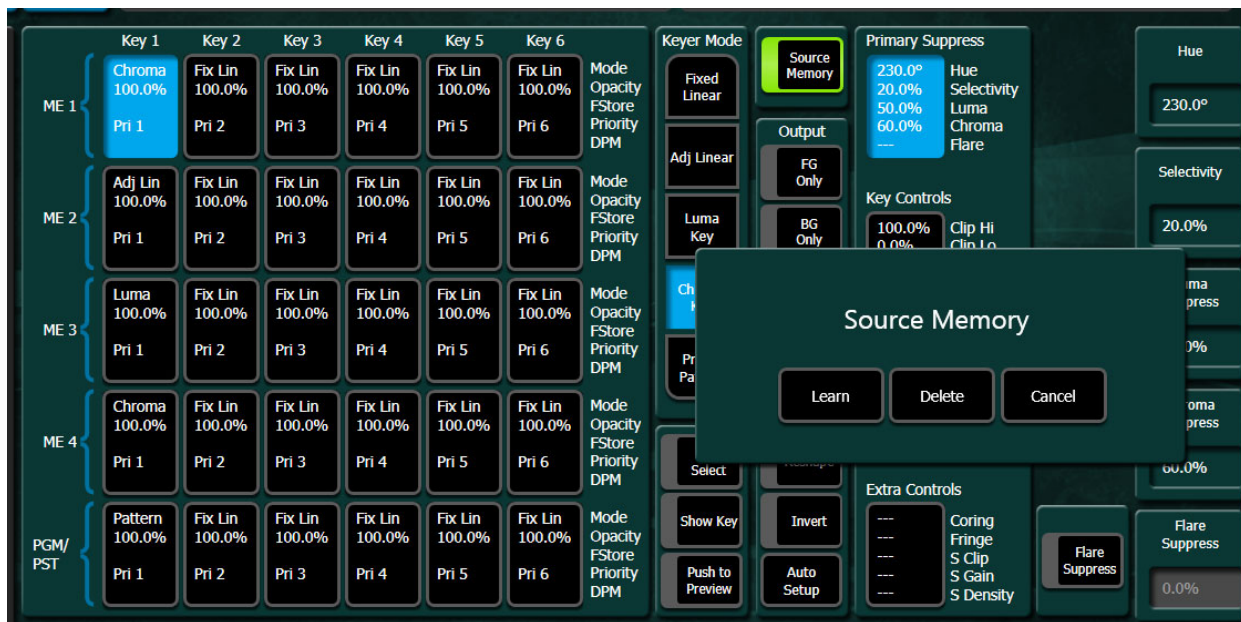 Key 1 Key 2 Key 3 Key 4 Key 5 Key 6
ME 1
Chroma Fix Lin Fix Lin Fix Lin Fix Lin Fix Lin Mode
100.0% 100.0% 100.0% 100.0% 100.0% 100.0% Opacity
FStore
Pri 1 Pri 2 Pri 3 Pri 4 Pri 5 Pri 6 Priority
DPM
ME 2
Adj Lin Fix Lin Fix Lin Fix Lin Fix Lin Fix Lin Mode
100.0% 100.0% 100.0% 100.0% 100.0% 100.0% Opacity
FStore
Pri 1 Pri 2 Pri 3 Pri 4 Pri 5 Pri 6 Priority
DPM
ME 3
Luma Fix Lin Fix Lin Fix Lin Fix Lin Fix Lin Mode
100.0% 100.0% 100.0% 100.0% 100.0% 100.0% Opacity
FStore
Pri 1 Pri 2 Pri 3 Pri 4 Pri 5 Pri 6 Priority
DPM
ME 4
Chroma Fix Lin Fix Lin Fix Lin Fix Lin Fix Lin Mode
100.0% 100.0% 100.0% 100.0% 100.0% 100.0% Opacity
FStore
Pri 1 Pri 2 Pri 3 Pri 4 Pri 5 Pri 6 Priority
DPM
PGM/
PST
Pattern Fix Lin Fix Lin Fix Lin Fix Lin Fix Lin Mode
100.0% 100.0% 100.0% 100.0% 100.0% 100.0% Opacity
FStore
Pri 1 Pri 2 Pri 3 Pri 4 Pri 5 Pri 6 Priority
DPM
Keyer Mode
Fixed
Linear
Adj Linear
Luma
Key
Select
Show Key
Push to
Preview
Source
Memory
Output
FG
Only
BG
Only
Invert
Auto
Setup
Primary Suppress
230.0° Hue
20.0% Selectivity
50.0% Luma
60.0% Chroma
--- Flare
Key Controls
100.0% Clip Hi
0.0% Clip Lo
Source Memory
Learn Delete Cancel
Extra Controls
--- Coring
--- Fringe
--- S Clip
--- S Gain
--- S Density
Flare
Suppress
Hue
230.0°
Selectivity
20.0%
60.0%
Flare
Suppress
0.0%